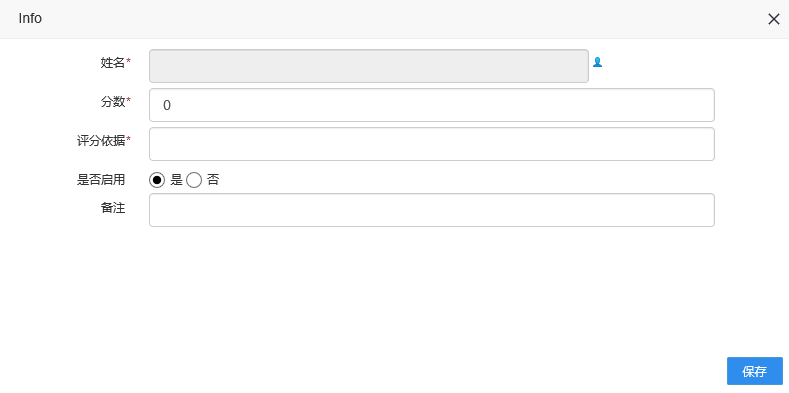 Info
姓名*
分数* 0
评分依据*
是否启用 是 否
备注
保存